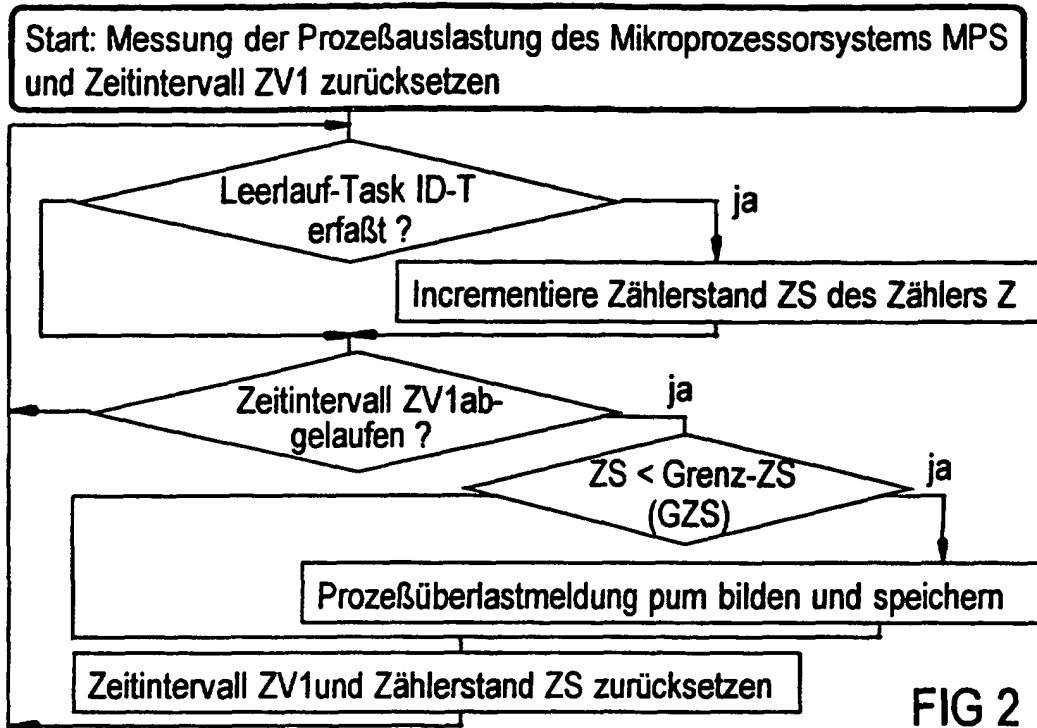 Start: Messung der Prozeßauslastung des Mikroprozessorsystems MPS
und Zeitintervall ZV1 zurücksetzen
Leerlauf-Task ID-T
erfaßt ?
ja
Incrementiere Zählerstand ZS des Zählers Z
Zeitintervall ZV1ab-
gelaufen ?
ja
ZS < Grenz-ZS
(GZS)
ja
Prozeßüberlastmeldung pum bilden und speichern
Zeitintervall ZV1und Zählerstand ZS zurücksetzen
FIG 2